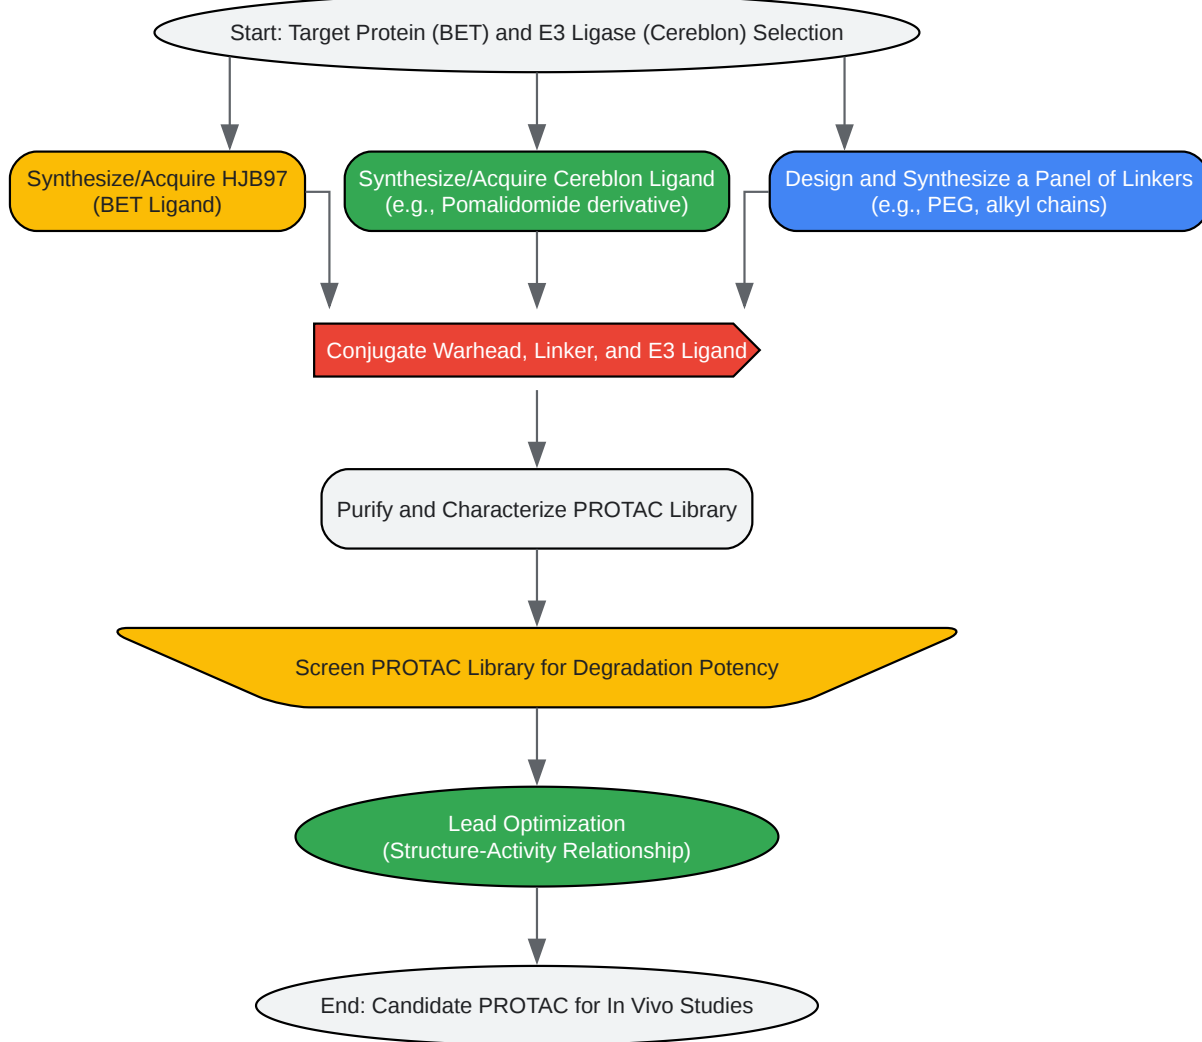 Start: Target Protein (BET) and E3 Ligase (Cereblon) Selection
Synthesize/Acquire HJB97
(BET Ligand)
Synthesize/Acquire Cereblon Ligand
(e.g., Pomalidomide derivative)
Design and Synthesize a Panel of Linkers
(e.g., PEG, alkyl chains)
Conjugate Warhead, Linker, and E3 Ligand
Purify and Characterize PROTAC Library
Screen PROTAC Library for Degradation Potency
Lead Optimization
(Structure-Activity Relationship)
End: Candidate PROTAC for In Vivo Studies